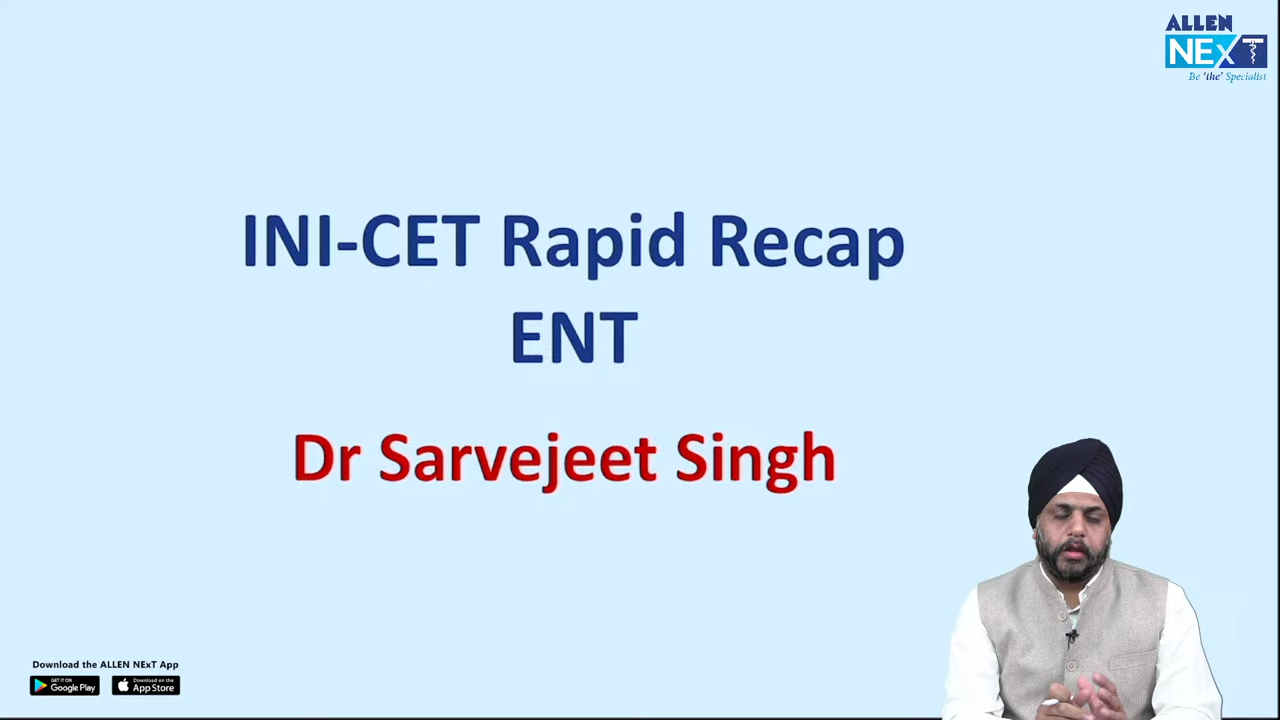 ALLEN
NExT
Be 'the' Specialist
INI-CET Rapid Recap
ENT
Dr Sarvejeet Singh
Download the ALLEN NExT App
GET IT ON
Google Play
Download on the
App Store